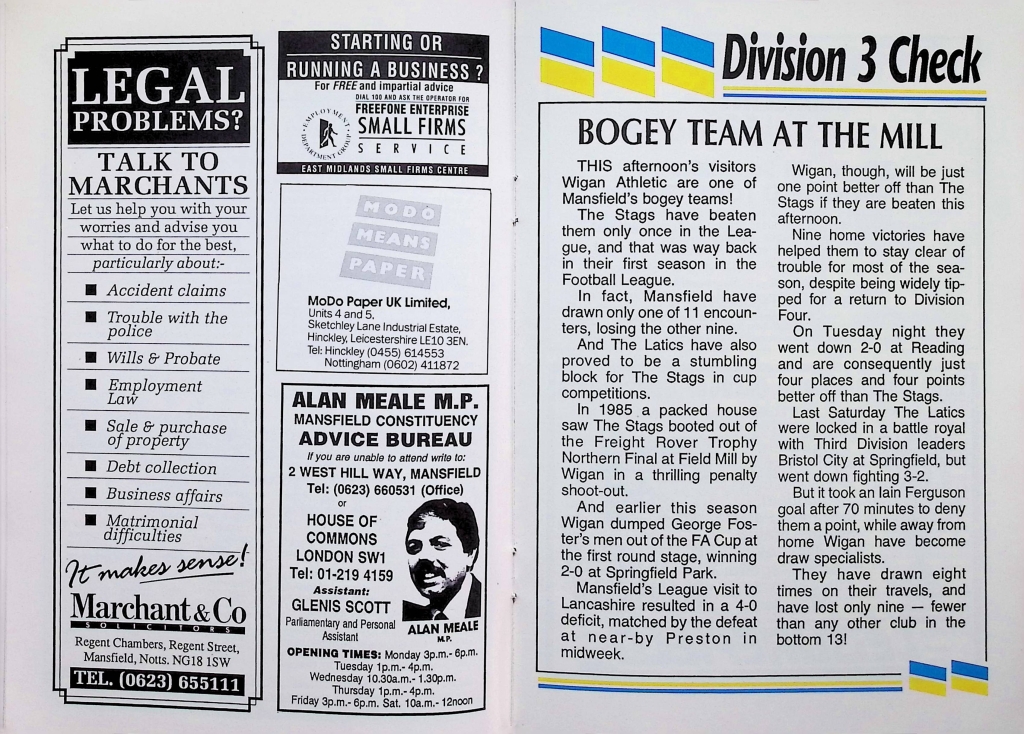 LEGAL
PROBLEMS?
TALK TO
MARCHANTS
Let us help you with your
worries and advise you
what to do for the best,
particularly about:-
■ Accident claims
■ Trouble with the
police
■ Wills & Probate
■ Employment
Law
■ Sale & purchase
of property
■ Debt collection
■ Business affairs
■ Matrimonial
difficulties
It makes sense!
Marchant & Co
SOLICITORS
Regent Chambers, Regent Street,
Mansfield, Notts. NG18 1SW
TEL. (0623) 655111
STARTING OR
RUNNING A BUSINESS ?
For FREE and impartial advice
DIAL 100 AND ASK THE OPERATOR FOR
FREEFONE ENTERPRISE
SMALL FIRMS
SERVICE
EMPLOYMENT
DEPARTMENT GROUP
EAST MIDLANDS SMALL FIRMS CENTRE
MODO
MEANS
PAPER
MoDo Paper UK Limited,
Units 4 and 5,
Sketchley Lane Industrial Estate,
Hinckley, Leicestershire LE10 3EN.
Tel: Hinckley (0455) 614553
Nottingham (0602) 411872
ALAN MEALE M.P.
MANSFIELD CONSTITUENCY
ADVICE BUREAU
If you are unable to attend write to:
2 WEST HILL WAY, MANSFIELD
Tel: (0623) 660531 (Office)
or
HOUSE OF
COMMONS
LONDON SW1
Tel: 01-219 4159
Assistant:
GLENIS SCOTT
Parliamentary and Personal
Assistant
ALAN MEALE
M.P.
OPENING TIMES: Monday 3p.m.- 6p.m.
Tuesday 1p.m.- 4p.m.
Wednesday 10.30a.m.- 1.30p.m.
Thursday 1p.m.- 4p.m.
Friday 3p.m.- 6p.m. Sat. 10a.m.- 12noon
Division 3 Check
BOGEY TEAM AT THE MILL
THIS afternoon's visitors
Wigan Athletic are one of
Mansfield's bogey teams!
The Stags have beaten
them only once in the Lea-
gue, and that was way back
in their first season in the
Football League.
In fact, Mansfield have
drawn only one of 11 encoun-
ters, losing the other nine.
And The Latics have also
proved to be a stumbling
block for The Stags in cup
competitions.
In 1985 a packed house
saw The Stags booted out of
the Freight Rover Trophy
Northern Final at Field Mill by
Wigan in a thrilling penalty
shoot-out.
And earlier this season
Wigan dumped George Fos-
ter's men out of the FA Cup at
the first round stage, winning
2-0 at Springfield Park.
Mansfield's League visit to
Lancashire resulted in a 4-0
deficit, matched by the defeat
at near-by Preston in
midweek.
Wigan, though, will be just
one point better off than The
Stags if they are beaten this
afternoon.
Nine home victories have
helped them to stay clear of
trouble for most of the sea-
son, despite being widely tip-
ped for a return to Division
Four.
On Tuesday night they
went down 2-0 at Reading
and are consequently just
four places and four points
better off than The Stags.
Last Saturday The Latics
were locked in a battle royal
with Third Division leaders
Bristol City at Springfield, but
went down fighting 3-2.
But it took an Iain Ferguson
goal after 70 minutes to deny
them a point, while away from
home Wigan have become
draw specialists.
They have drawn eight
times on their travels, and
have lost only nine — fewer
than any other club in the
bottom 13!